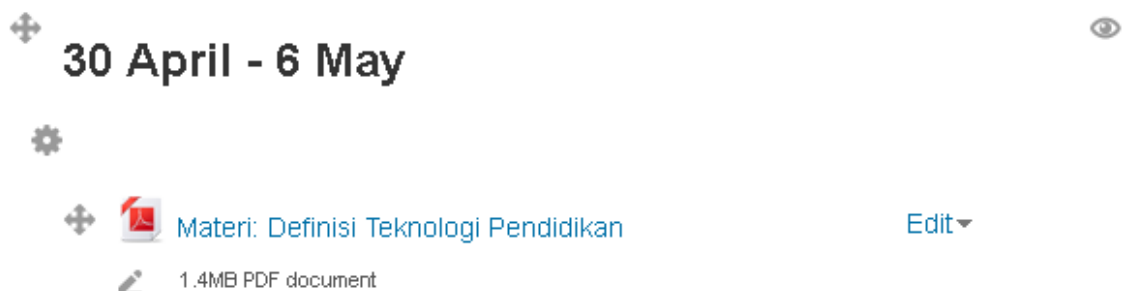 30 April - 6 May
Materi: Definisi Teknologi Pendidikan Edit
1.4MB PDF document